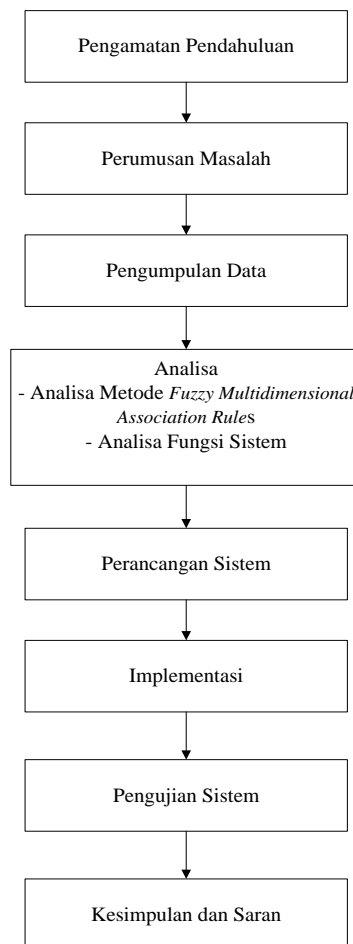 Pengamatan Pendahuluan
Perumusan Masalah
Pengumpulan Data
Analisa
- Analisa Metode Fuzzy Multidimensional
Association Rules
- Analisa Fungsi Sistem
Perancangan Sistem
Implementasi
Pengujian Sistem
Kesimpulan dan Saran